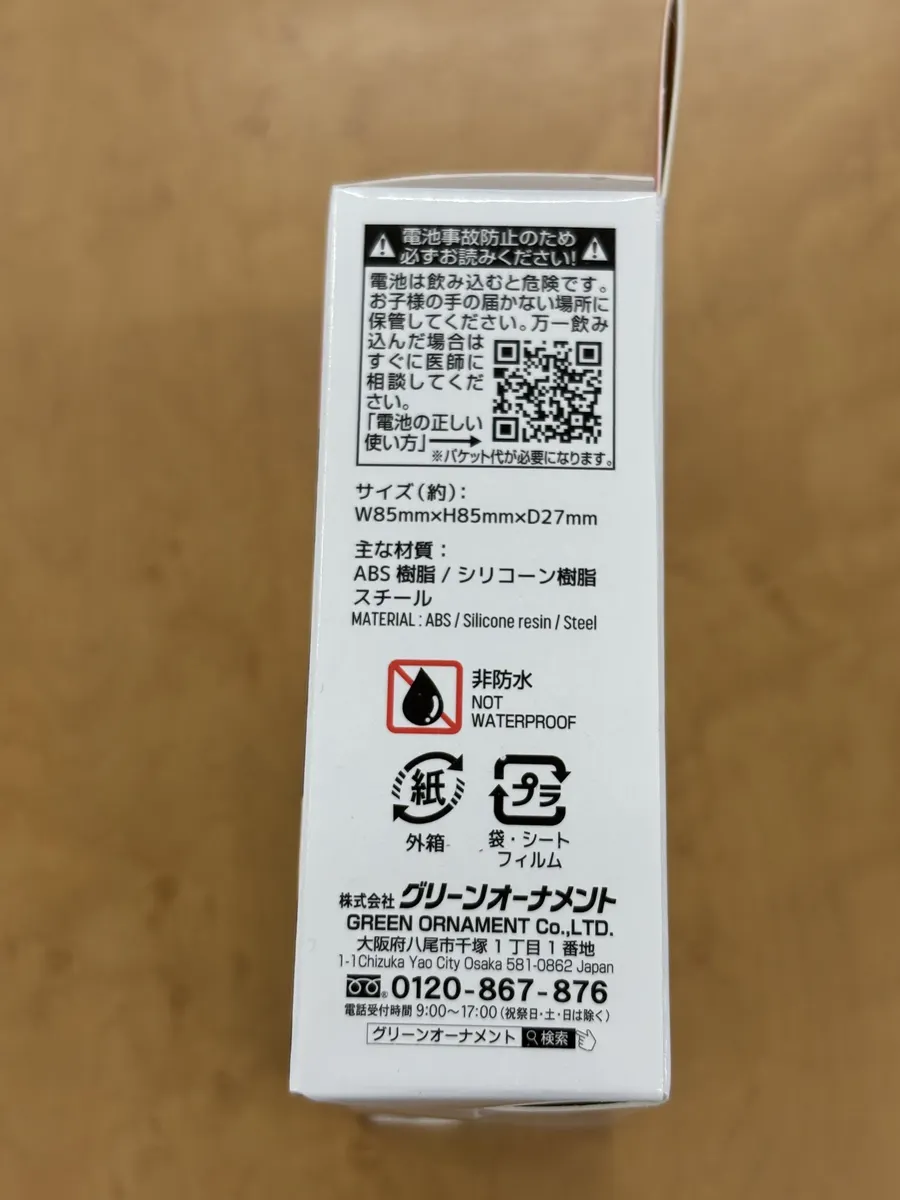 電池事故防止のため
必ずお読みください!
電池は飲み込むと危険です。
お子様の手の届かない場所に
保管してください。万一飲み
込んだ場合は
すぐに医師に
相談してくだ
さい。
「電池の正しい
使い方」
※パケット代が必要になります。
サイズ(約):
W85mm×H85mm×D27mm
主な材質:
ABS 樹脂 / シリコーン樹脂
スチール
MATERIAL : ABS / Silicone resin / Steel
非防水
NOT
WATERPROOF
紙
外箱
プラ
袋・シート
フィルム
株式会社 グリーンオーナメント
GREEN ORNAMENT Co.,LTD.
大阪府八尾市千塚1丁目1番地
1-1Chizuka Yao City Osaka 581-0862 Japan
® 0120-867-876
電話受付時間 9:00〜17:00 (祝祭日・土・日は除く)
グリーンオーナメント 検索